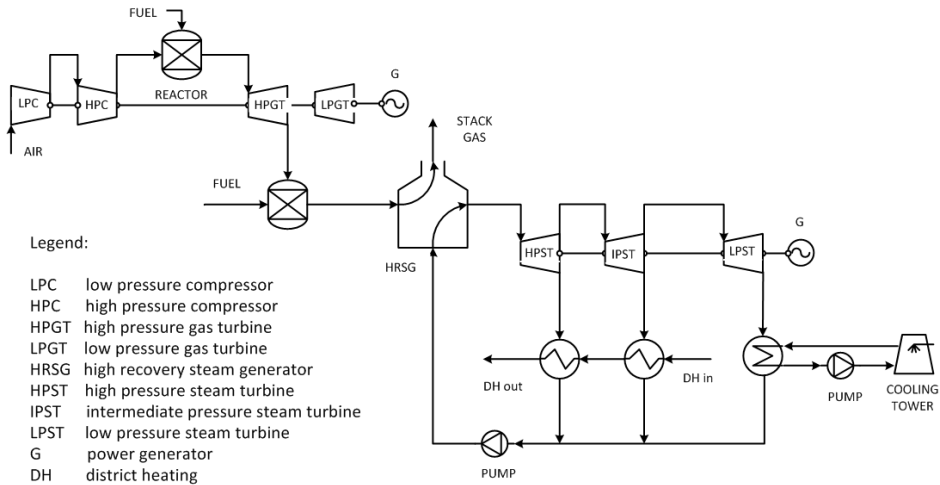 FUEL
LPC
HPC
REACTOR
HPGT
LPGT
G
AIR
STACK
GAS
FUEL
HRSG
HPST
IPST
LPST
G
DH out
DH in
PUMP
COOLING
TOWER
PUMP
Legend:
LPC low pressure compressor
HPC high pressure compressor
HPGT high pressure gas turbine
LPGT low pressure gas turbine
HRSG high recovery steam generator
HPST high pressure steam turbine
IPST intermediate pressure steam turbine
LPST low pressure steam turbine
G power generator
DH district heating